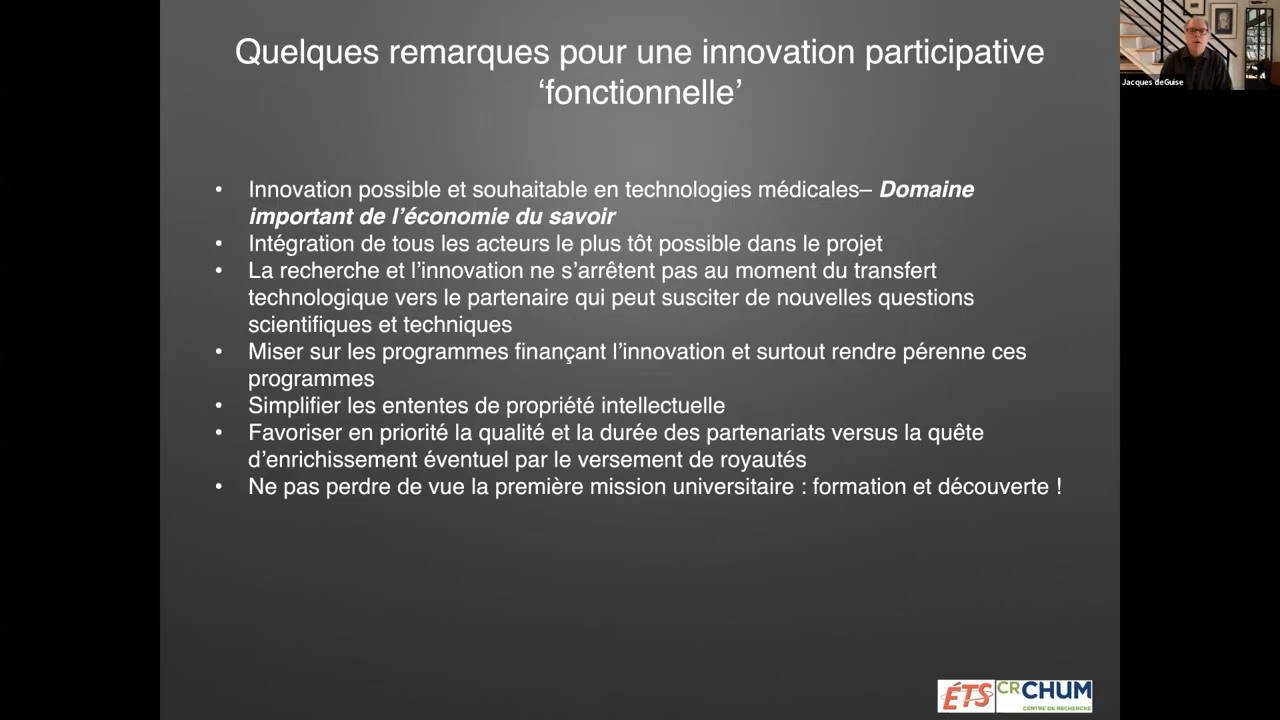 Quelques remarques pour une innovation participative
‘fonctionnelle’
Jacques deGuise
• Innovation possible et souhaitable en technologies médicales– Domaine
important de l’économie du savoir
• Intégration de tous les acteurs le plus tôt possible dans le projet
• La recherche et l’innovation ne s’arrêtent pas au moment du transfert
technologique vers le partenaire qui peut susciter de nouvelles questions
scientifiques et techniques
• Miser sur les programmes finançant l’innovation et surtout rendre pérenne ces
programmes
• Simplifier les ententes de propriété intellectuelle
• Favoriser en priorité la qualité et la durée des partenariats versus la quête
d’enrichissement éventuel par le versement de royautés
• Ne pas perdre de vue la première mission universitaire : formation et découverte !
ÉTS CRCHUM
CENTRE DE RECHERCHE